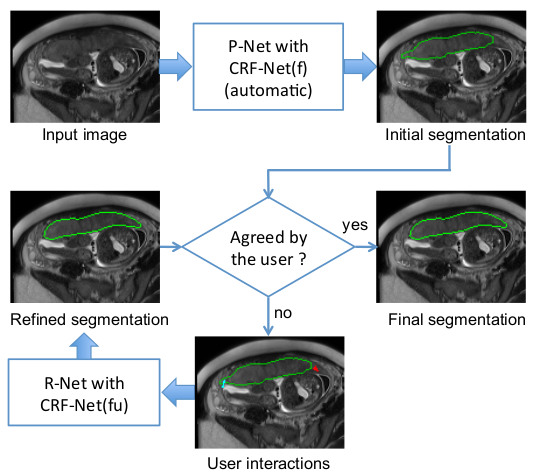 P-Net with
CRF-Net(f)
(automatic)
Input image
Initial segmentation
Agreed by
the user ?
yes
no
Refined segmentation
Final segmentation
R-Net with
CRF-Net(fu)
User interactions